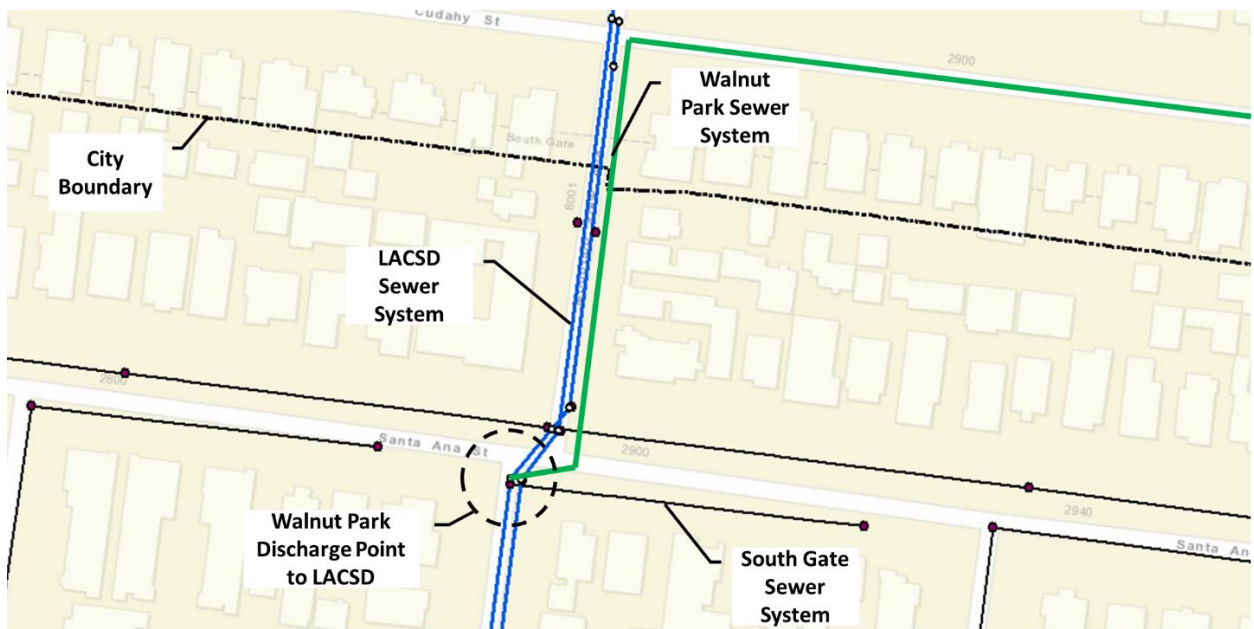 Cudahy St
2900
Walnut
Park Sewer
System
South Gate
City
Boundary
8001
LACSD
Sewer
System
2800
Santa Ana St
2900
2940
Santa An
Walnut Park
Discharge Point
to LACSD
South Gate
Sewer
System